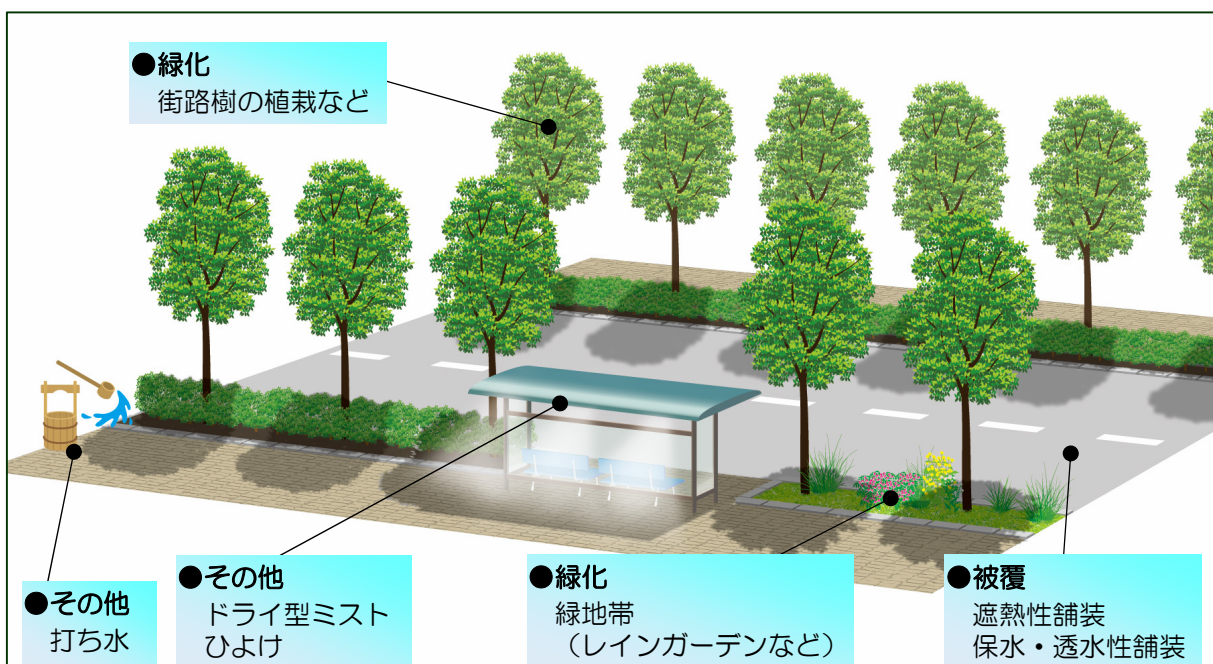 ●緑化
街路樹の植栽など
●その他
打ち水
●その他
ドライ型ミスト
ひよけ
●緑化
緑地帯
（レインガーデンなど）
●被覆
遮熱性舗装
保水・透水性舗装